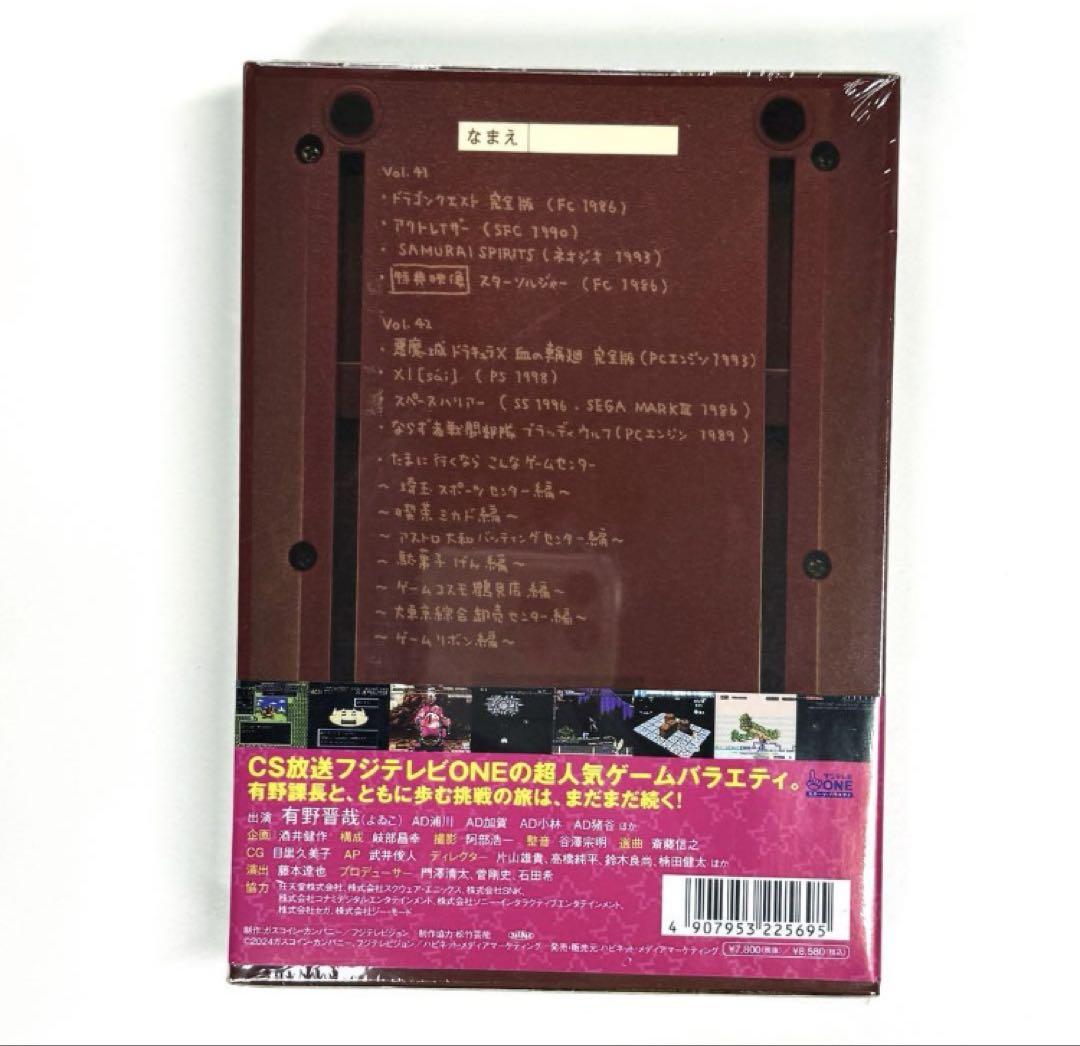 なまえ
Vol. 41
・ドラゴンクエスト 完全版 (FC 1986)
・アクトレイザー (SFC 1990)
・SAMURAI SPIRITS (ネオジオ 1993)
・特典映像 スターソルジャー (FC 1986)
Vol. 42
・悪魔城ドラキュラX 血の輪廻 完全版 (PCエンジン 1993)
・XI [sái] (PS 1998)
・スペースハリアー (SS 1996 . SEGA MARKⅢ 1986)
・ならず者戦闘部隊 ブラッディウルフ (PCエンジン 1989)
・たまに行くなら こんなゲームセンター
～埼玉スポーツセンター編～
～喫茶ミカド編～
～アストロ大和バッティングセンター編～
～駄菓子げん編～
～ゲームコスモ鶴見店編～
～大東京綜合卸売センター編～
～ゲームリボン編～
CS放送フジテレビONEの超人気ゲームバラエティ。
有野課長と、ともに歩む挑戦の旅は、まだまだ続く!
フジテレビ
ONE
出演 有野晋哉(よゐこ) AD浦川 AD加賀 AD小林 AD猪谷 ほか
企画 酒井健作 構成 岐部昌幸 撮影 阿部浩一 整音 谷澤宗明 選曲 斎藤信之
CG 目黒久美子 AP 武井俊人 ディレクター 片山雄貴、高橋純平、鈴木良尚、楠田健太 ほか
演出 藤本達也 プロデューサー 門澤清太、菅剛史、石田希
協力 任天堂株式会社、株式会社スクウェア・エニックス、株式会社SNK、
株式会社コナミデジタルエンタテインメント、株式会社ソニー・インタラクティブエンタテインメント、
株式会社セガ、株式会社ジー・モード
制作:ガスコイン・カンパニー／フジテレビジョン 制作協力:松竹芸能
©2024ガスコイン・カンパニー、フジテレビジョン／ハピネット・メディアマーケティング 発売・販売元:ハピネット・メディアマーケティング
4 907953 225695
¥7,800(税抜)／¥8,580(税込)